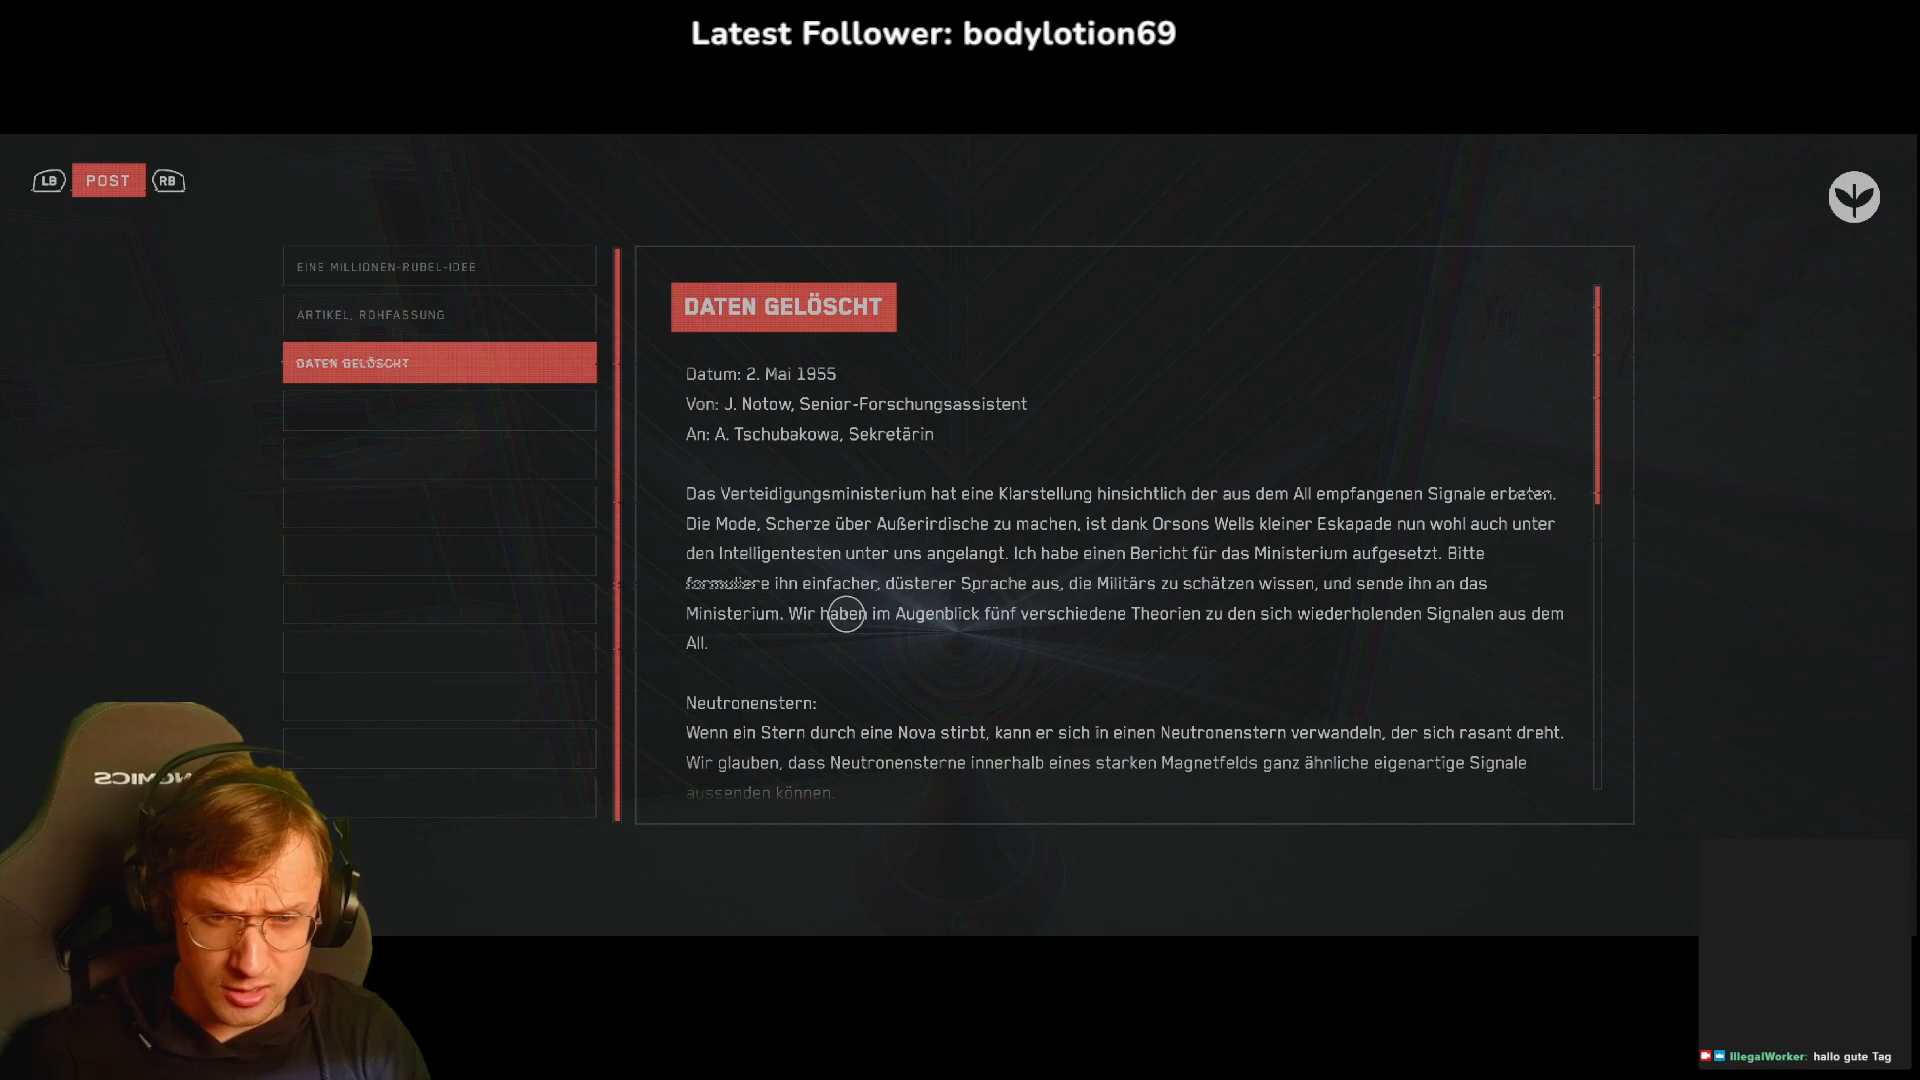 Latest Follower: bodylotion69
LB POST RB
EINE MILLIONEN-RUBEL-IDEE
ARTIKEL, ROHFASSUNG
DATEN GELÖSCHT
DATEN GELÖSCHT
Datum: 2. Mai 1955
Von: J. Notow, Senior-Forschungsassistent
An: A. Tschubakowa, Sekretärin
Das Verteidigungsministerium hat eine Klarstellung hinsichtlich der aus dem All empfangenen Signale erbeten.
Die Mode, Scherze über Außerirdische zu machen, ist dank Orsons Wells kleiner Eskapade nun wohl auch unter
den Intelligentesten unter uns angelangt. Ich habe einen Bericht für das Ministerium aufgesetzt. Bitte
formuliere ihn einfacher, düsterer Sprache aus, die Militärs zu schätzen wissen, und sende ihn an das
Ministerium. Wir haben im Augenblick fünf verschiedene Theorien zu den sich wiederholenden Signalen aus dem
All.
Neutronenstern:
Wenn ein Stern durch eine Nova stirbt, kann er sich in einen Neutronenstern verwandeln, der sich rasant dreht.
Wir glauben, dass Neutronensterne innerhalb eines starken Magnetfelds ganz ähnliche eigenartige Signale
aussenden können.
IllegalWorker: hallo gute Tag